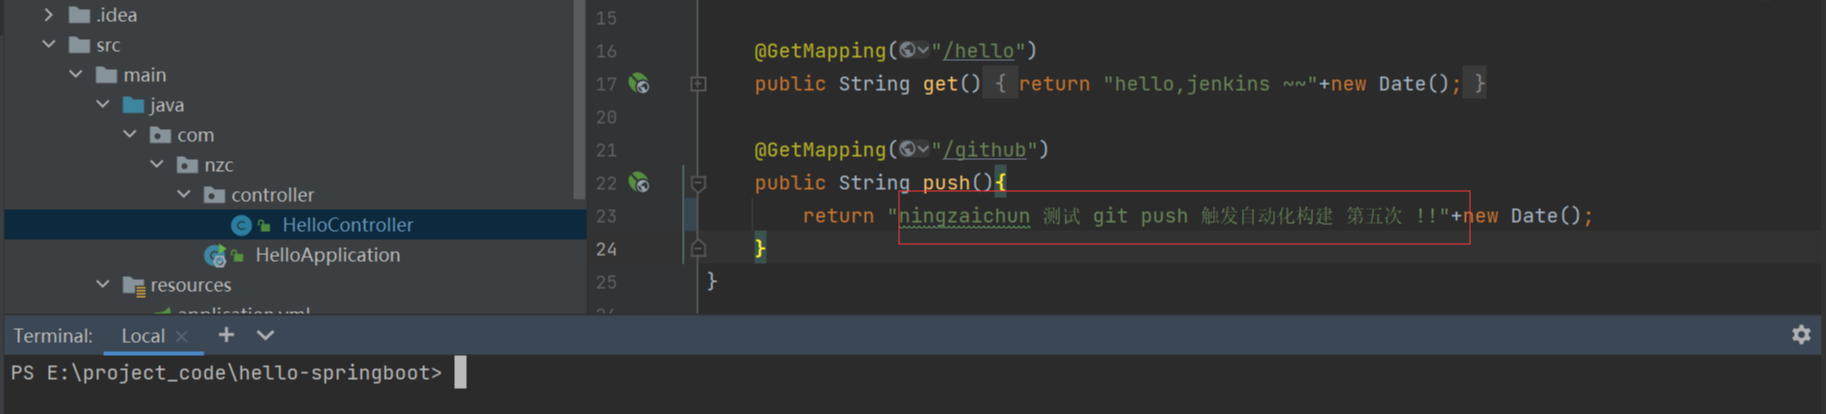 .idea
src
main
java
com
nzc
controller
HelloController
HelloApplication
resources
application.yml
15
16 @GetMapping("/hello")
17 public String get() { return "hello,jenkins ~~"+new Date(); }
20
21 @GetMapping("/github")
22 public String push(){
23 return "ningzaichun 测试 git push 触发自动化构建 第五次 !!"+new Date();
24 }
25 }
Terminal: Local
PS E:\project_code\hello-springboot>